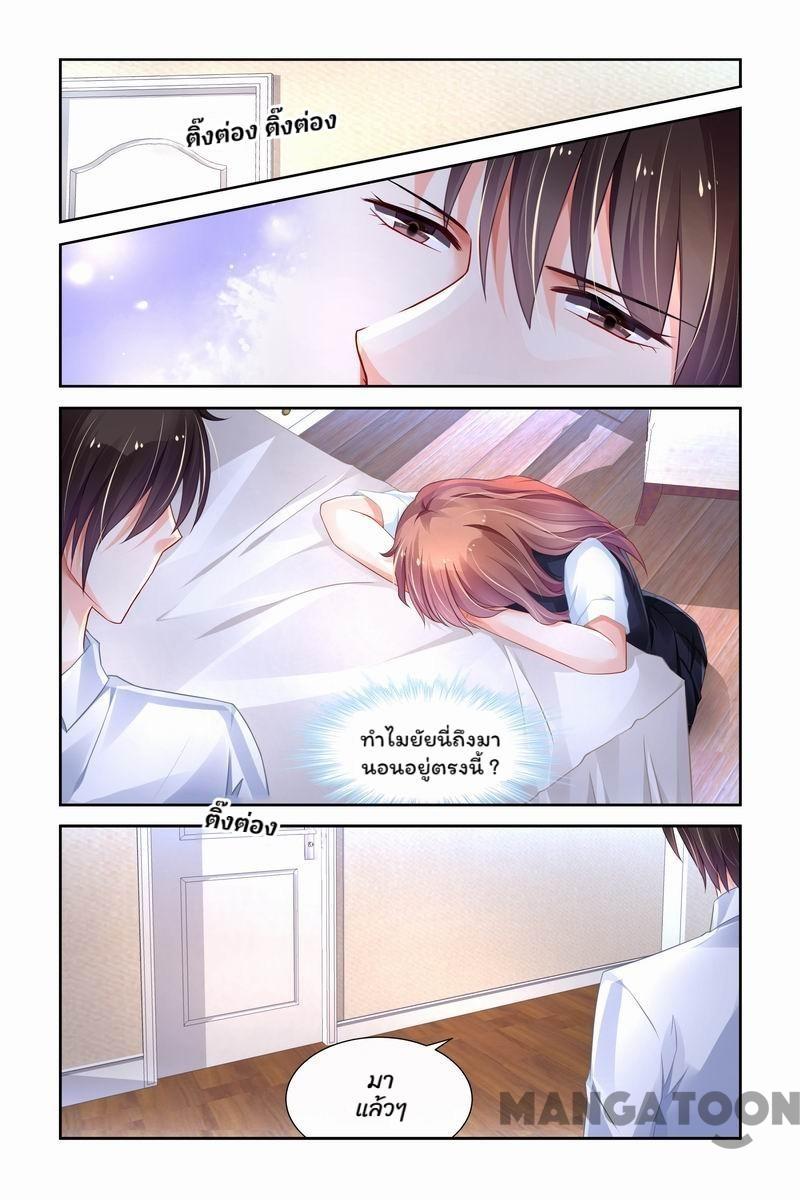 ติ๊งต่อง ติ๊งต่อง
ทำไมยัยนี่ถึงมา
นอนอยู่ตรงนี้ ?
ติ๊งต่อง
มา
แล้วๆ
MANGATOON